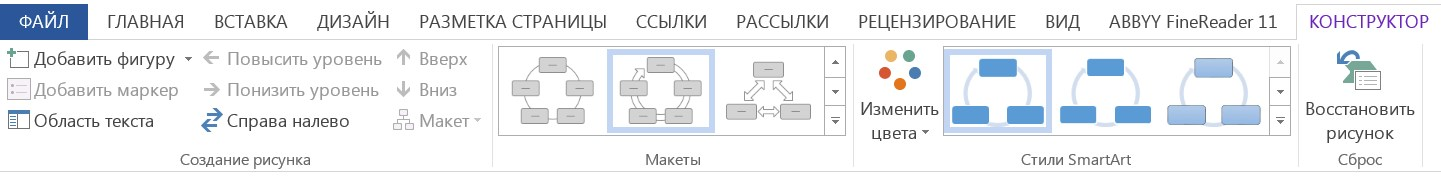 ФАЙЛ ГЛАВНАЯ ВСТАВКА ДИЗАЙН РАЗМЕТКА СТРАНИЦЫ ССЫЛКИ РАССЫЛКИ РЕЦЕНЗИРОВАНИЕ ВИД ABBYY FineReader 11 КОНСТРУКТОР
Добавить фигуру Повысить уровень Вверх
Добавить маркер Понизить уровень Вниз
Область текста Справа налево Макет
Изменить цвета
Восстановить рисунок
Создание рисунка Макеты Стили SmartArt Сброс